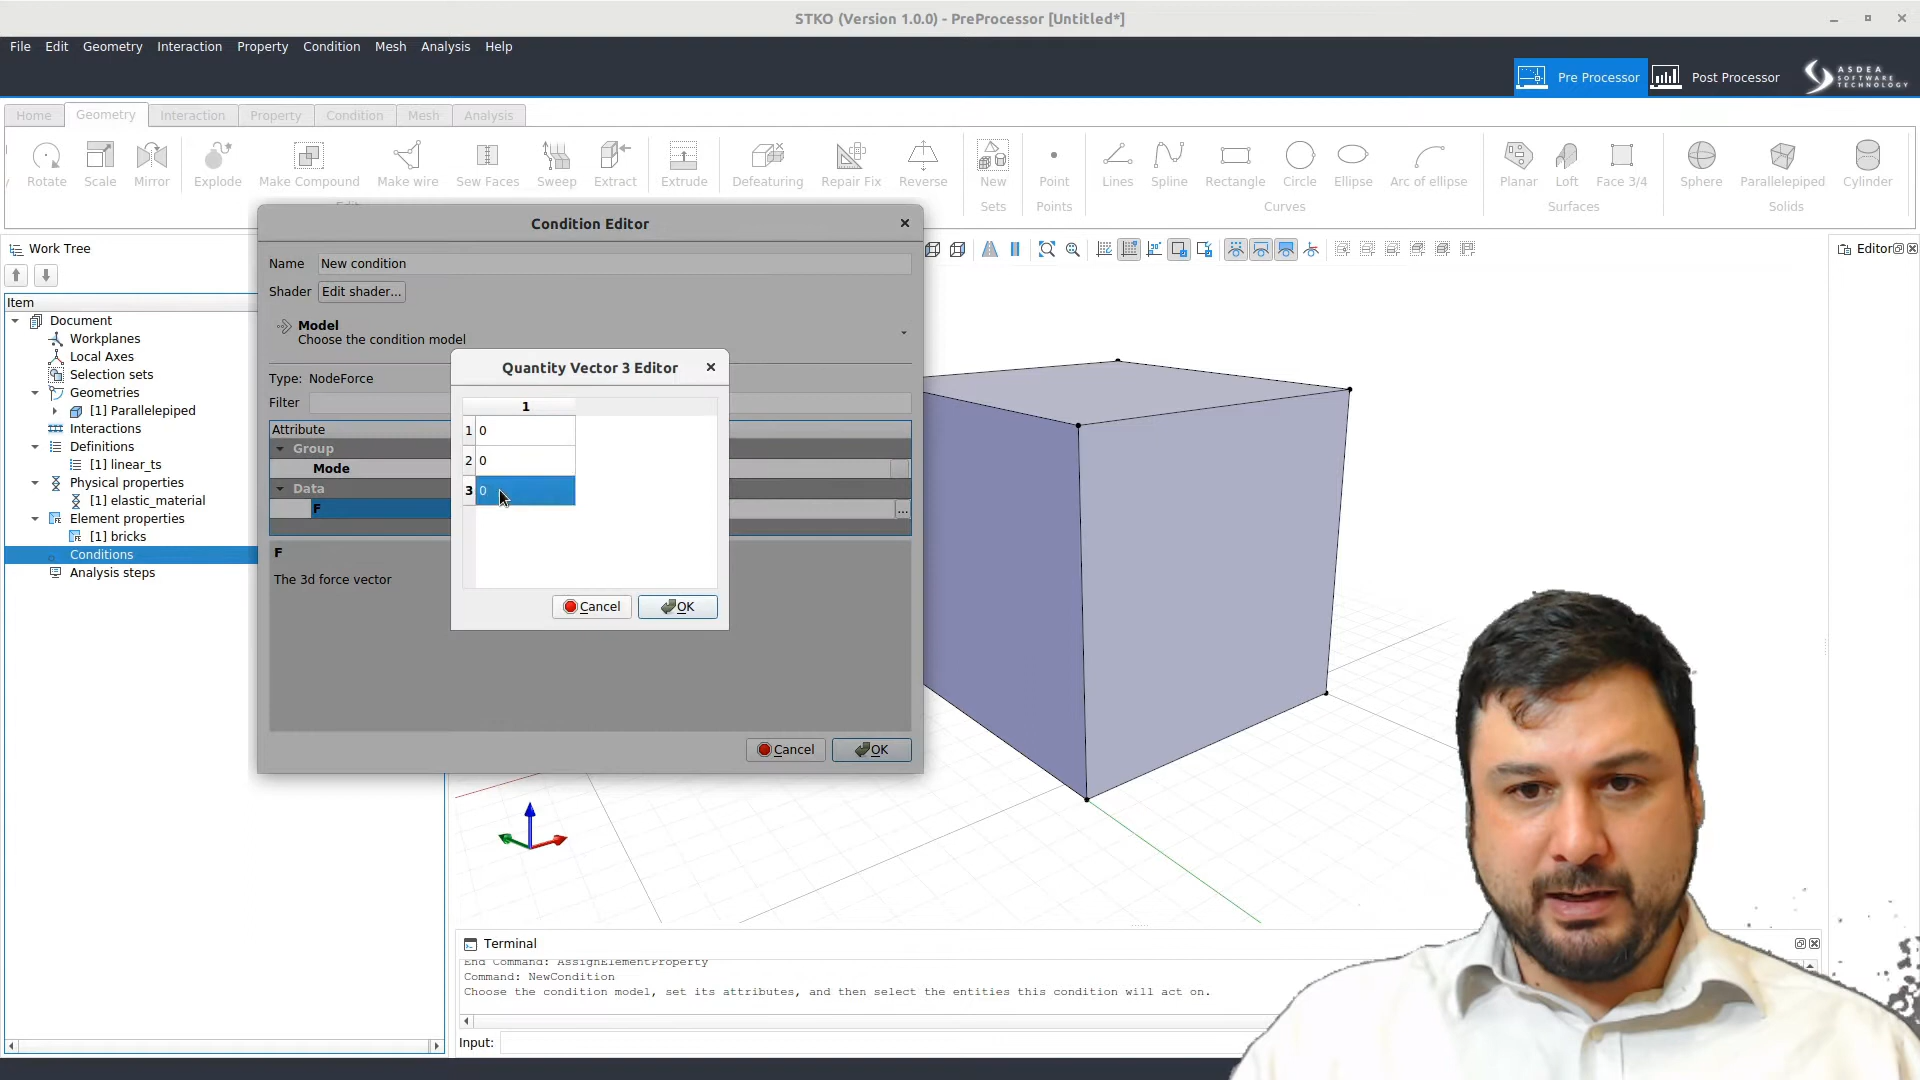 STKO (Version 1.0.0) - PreProcessor [Untitled*]
File Edit Geometry Interaction Property Condition Mesh Analysis Help
Pre Processor Post Processor ASDEA SOFTWARE TECHNOLOGY
Home Geometry Interaction Property Condition Mesh Analysis
Rotate Scale Mirror Explode Make Compound Make wire Sew Faces Sweep Extract Extrude Defeaturing Repair Fix Reverse New Point Lines Spline Rectangle Circle Ellipse Arc of ellipse Planar Loft Face 3/4 Sphere Parallelepiped Cylinder
Sets Points Curves Surfaces Solids
Work Tree
Item
Document
Workplanes
Local Axes
Selection sets
Geometries
[1] Parallelepiped
Interactions
Definitions
[1] linear_ts
Physical properties
[1] elastic_material
Element properties
[1] bricks
Conditions
Analysis steps
Condition Editor
Name New condition
Shader Edit shader...
Model
Choose the condition model
Type: NodeForce
Filter
Attribute
Group
Mode
Data
F ...
F
The 3d force vector
Cancel OK
Quantity Vector 3 Editor
1
1 0
2 0
3 0
Cancel OK
Editor
Terminal
End Command: AssignElementProperty
Command: NewCondition
Choose the condition model, set its attributes, and then select the entities this condition will act on.
Input: